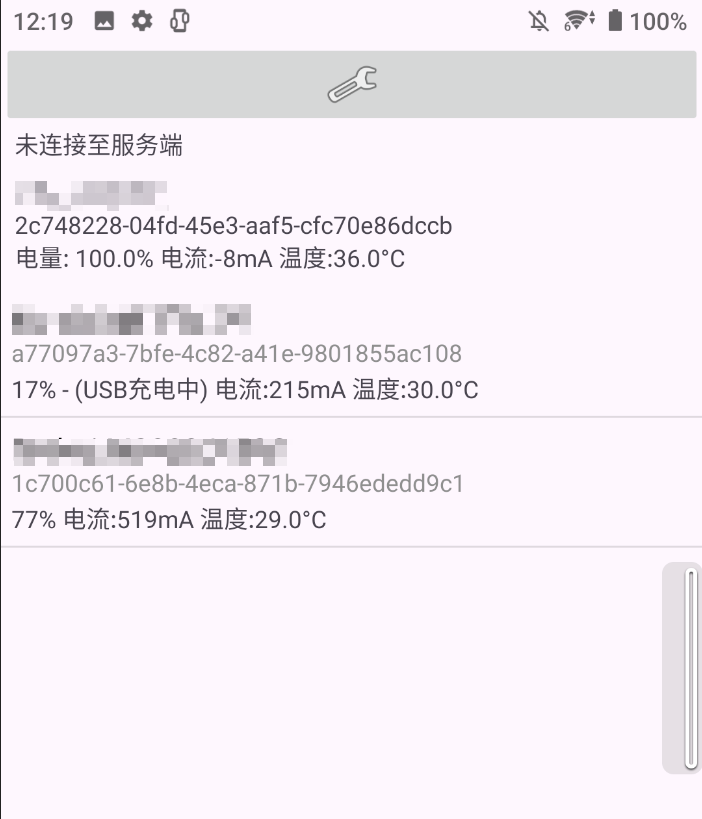 12:19 6 100%
未连接至服务端
2c748228-04fd-45e3-aaf5-cfc70e86dccb
电量: 100.0% 电流:-8mA 温度:36.0°C
a77097a3-7bfe-4c82-a41e-9801855ac108
17% - (USB充电中) 电流:215mA 温度:30.0°C
1c700c61-6e8b-4eca-871b-7946ededd9c1
77% 电流:519mA 温度:29.0°C